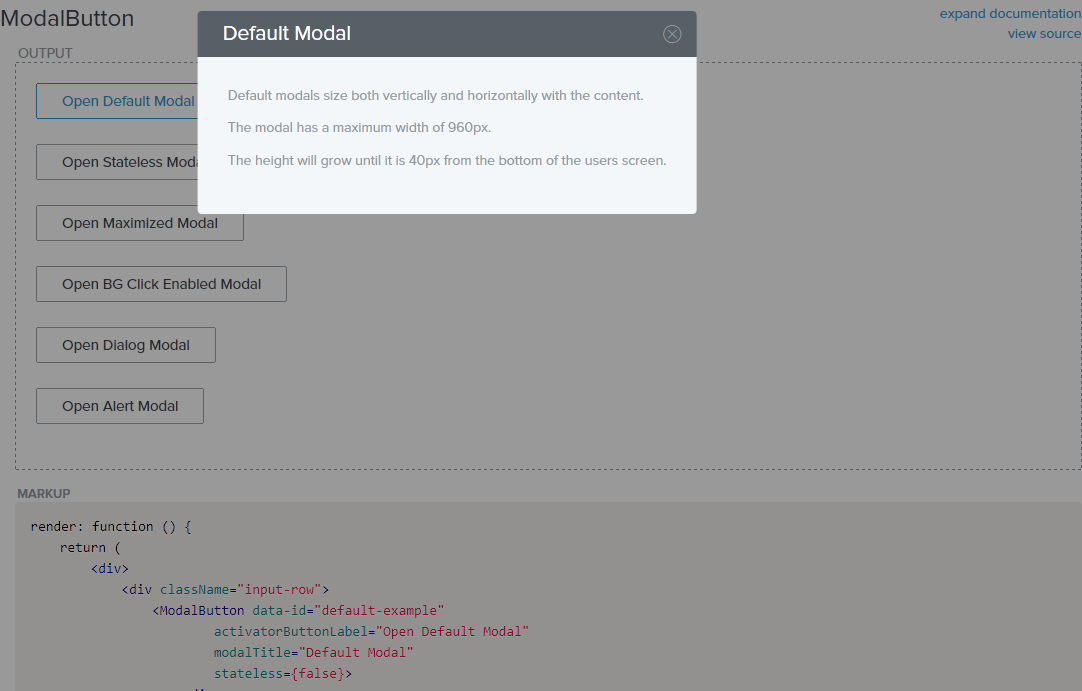 ModalButton
expand documentation
view source
OUTPUT
Default Modal
Default modals size both vertically and horizontally with the content.
The modal has a maximum width of 960px.
The height will grow until it is 40px from the bottom of the users screen.
Open Default Modal
Open Stateless
Open Maximized Modal
Open BG Click Enabled Modal
Open Dialog Modal
Open Alert Modal
MARKUP
render: function () {
return (
<div>
<div className="input-row">
<ModalButton data-id="default-example"
activatorButtonLabel="Open Default Modal"
modalTitle="Default Modal"
stateless={false}>